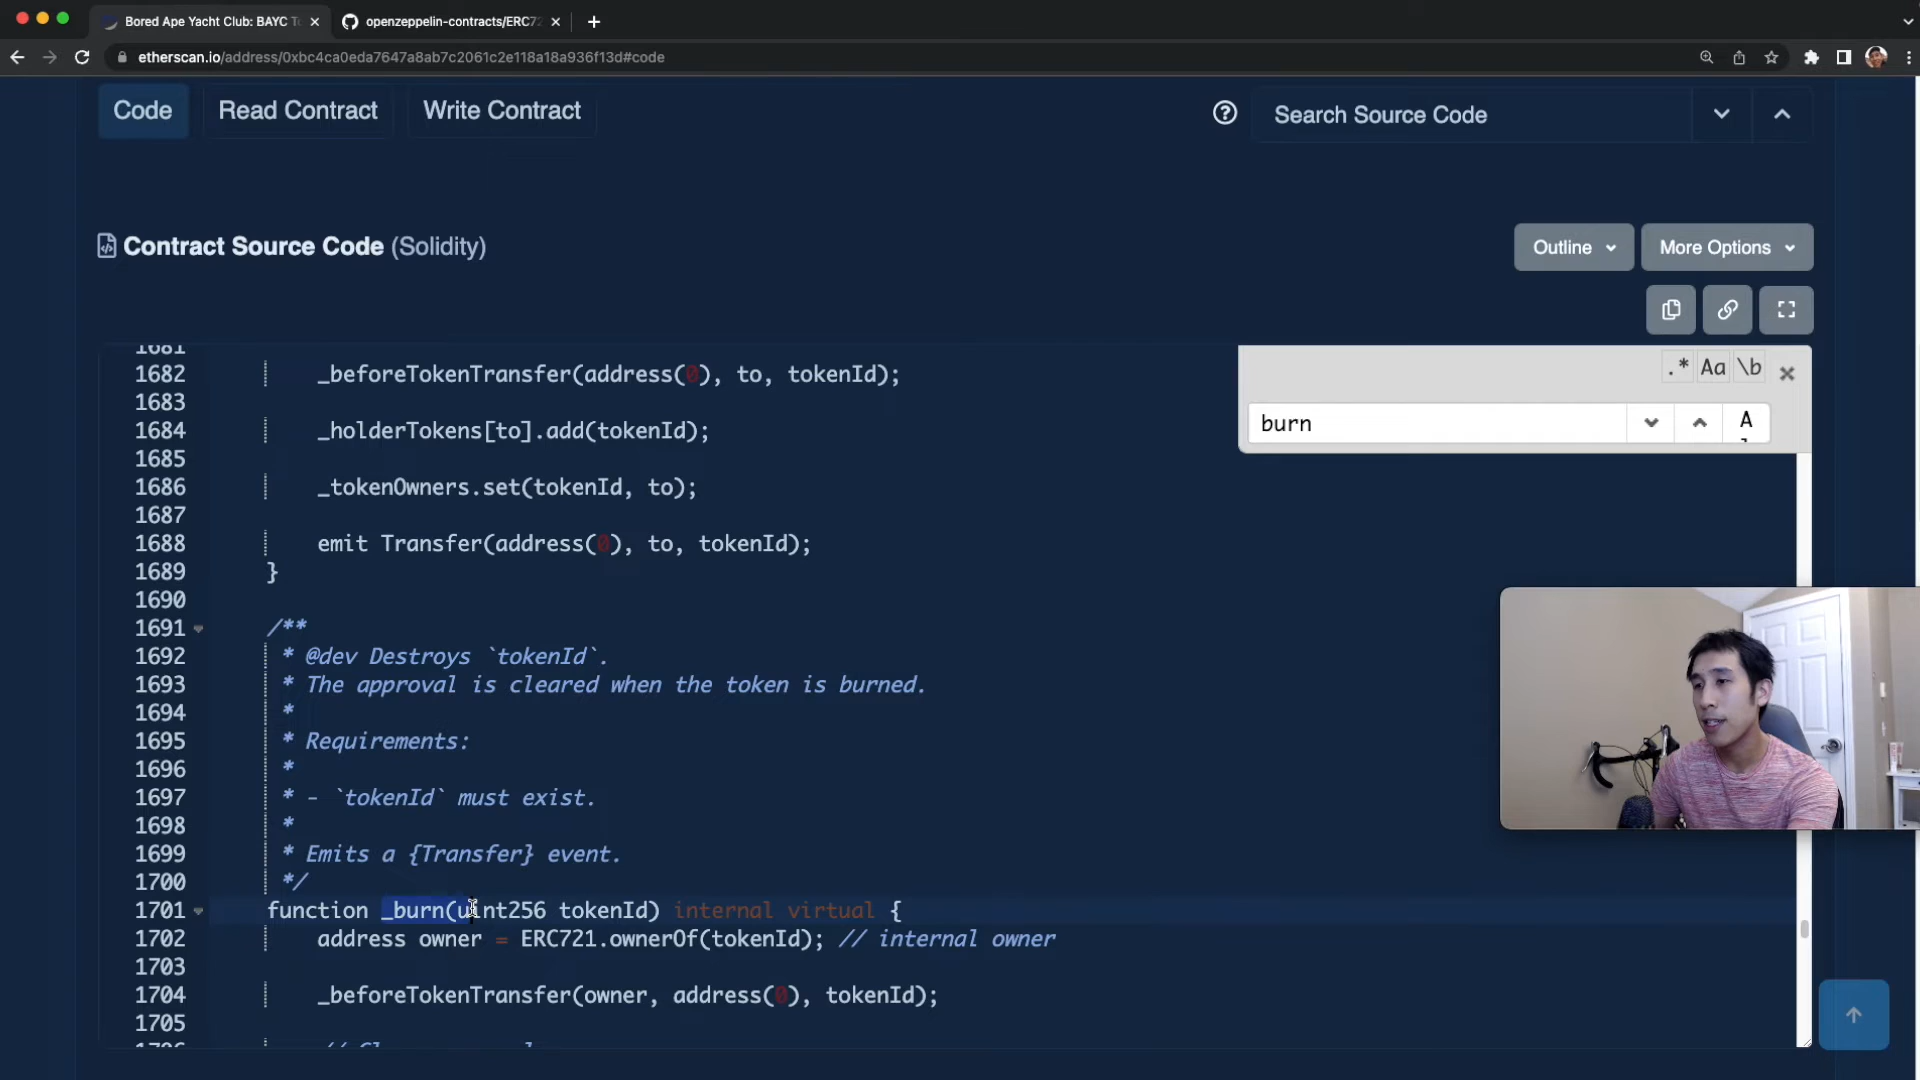 Bored Ape Yacht Club: BAYC T
openzeppelin-contracts/ERC72
etherscan.io/address/0xbc4ca0eda7647a8ab7c2061c2e118a18a936f13d#code
Code
Read Contract
Write Contract
Search Source Code
Contract Source Code (Solidity)
Outline
More Options
.* Aa \b
burn
1681
1682 _beforeTokenTransfer(address(0), to, tokenId);
1683
1684 _holderTokens[to].add(tokenId);
1685
1686 _tokenOwners.set(tokenId, to);
1687
1688 emit Transfer(address(0), to, tokenId);
1689 }
1690
1691 /**
1692 * @dev Destroys `tokenId`.
1693 * The approval is cleared when the token is burned.
1694 *
1695 * Requirements:
1696 *
1697 * - `tokenId` must exist.
1698 *
1699 * Emits a {Transfer} event.
1700 */
1701 function _burn(uint256 tokenId) internal virtual {
1702 address owner = ERC721.ownerOf(tokenId); // internal owner
1703
1704 _beforeTokenTransfer(owner, address(0), tokenId);
1705